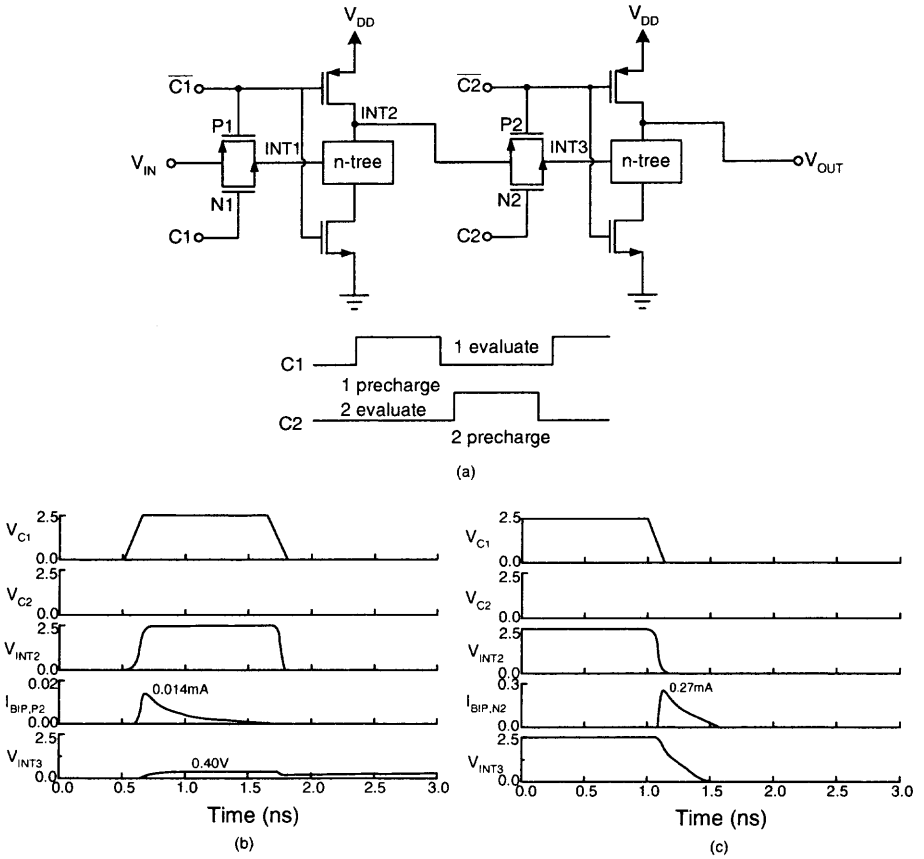 V_DD V_DD
C̅1̅ C̅2̅
INT2
P1 P2
INT1 INT3
V_IN n-tree n-tree V_OUT
N1 N2
C1 C2
C1 1 evaluate
1 precharge
2 evaluate
C2
2 precharge
(a)
V_C1 2.5 0.0
V_C2 2.5 0.0
V_INT2 2.5 0.0
I_BIP,P2 0.02 0.00 0.014mA
V_INT3 2.5 0.0 0.40V
0.0 0.5 1.0 1.5 2.0 2.5 3.0
Time (ns)
(b)
V_C1 2.5 0.0
V_C2 2.5 0.0
V_INT2 2.5 0.0
I_BIP,N2 0.3 0.0 0.27mA
V_INT3 2.5 0.0
0.0 0.5 1.0 1.5 2.0 2.5 3.0
Time (ns)
(c)